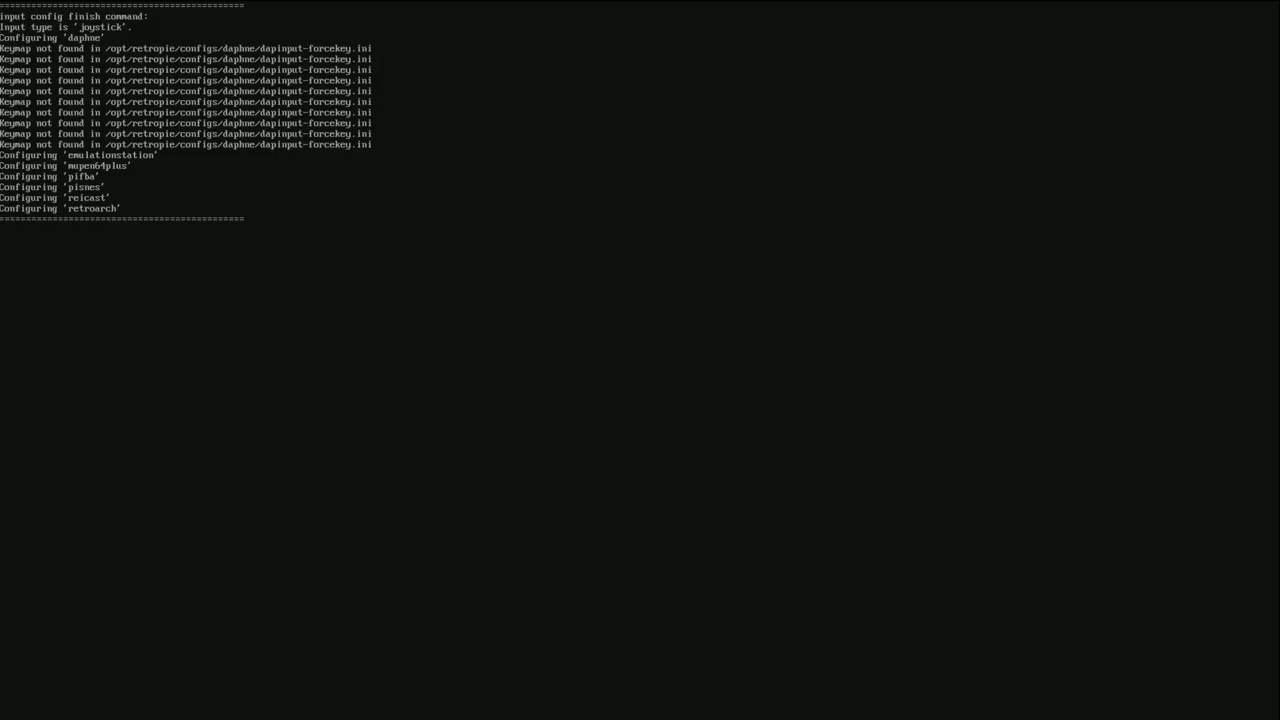 ==============================================
input config finish command:
Input type is 'joystick'.
Configuring 'daphne'
Keymap not found in /opt/retropie/configs/daphne/dapinput-forcekey.ini
Keymap not found in /opt/retropie/configs/daphne/dapinput-forcekey.ini
Keymap not found in /opt/retropie/configs/daphne/dapinput-forcekey.ini
Keymap not found in /opt/retropie/configs/daphne/dapinput-forcekey.ini
Keymap not found in /opt/retropie/configs/daphne/dapinput-forcekey.ini
Keymap not found in /opt/retropie/configs/daphne/dapinput-forcekey.ini
Keymap not found in /opt/retropie/configs/daphne/dapinput-forcekey.ini
Keymap not found in /opt/retropie/configs/daphne/dapinput-forcekey.ini
Keymap not found in /opt/retropie/configs/daphne/dapinput-forcekey.ini
Keymap not found in /opt/retropie/configs/daphne/dapinput-forcekey.ini
Configuring 'emulationstation'
Configuring 'mupen64plus'
Configuring 'pifba'
Configuring 'pisnes'
Configuring 'reicast'
Configuring 'retroarch'
==============================================